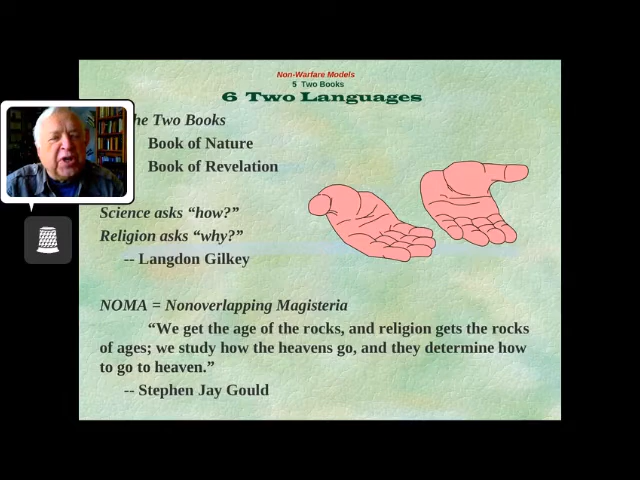 Non-Warfare Models
5 Two Books
6 Two Languages
he Two Books
Book of Nature
Book of Revelation
Science asks “how?”
Religion asks “why?”
-- Langdon Gilkey
NOMA = Nonoverlapping Magisteria
“We get the age of the rocks, and religion gets the rocks
of ages; we study how the heavens go, and they determine how
to go to heaven.”
-- Stephen Jay Gould